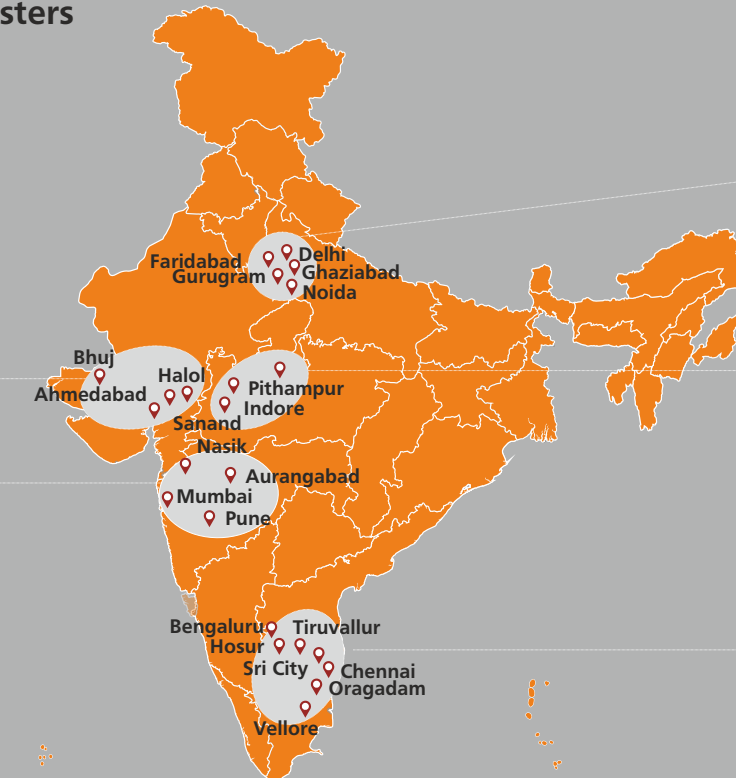 sters
Delhi
Faridabad
Ghaziabad
Gurugram
Noida
Bhuj
Halol
Ahmedabad
Pithampur
Indore
Sanand
Nasik
Aurangabad
Mumbai
Pune
Bengaluru
Tiruvallur
Hosur
Sri City
Chennai
Oragadam
Vellore